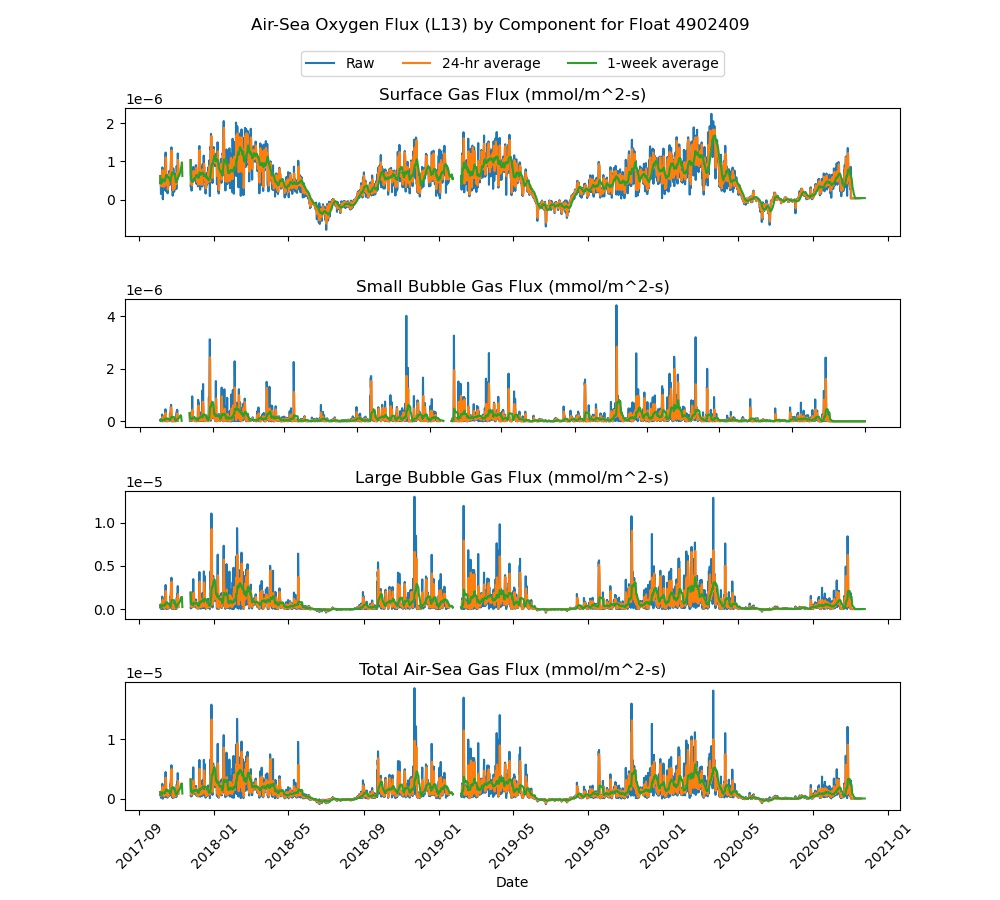 Air-Sea Oxygen Flux (L13) by Component for Float 4902409
Raw 24-hr average 1-week average
1e−6
Surface Gas Flux (mmol/m^2-s)
2
1
0
1e−6
Small Bubble Gas Flux (mmol/m^2-s)
4
2
0
1e−5
Large Bubble Gas Flux (mmol/m^2-s)
1.0
0.5
0.0
1e−5
Total Air-Sea Gas Flux (mmol/m^2-s)
1
0
2017-09 2018-01 2018-05 2018-09 2019-01 2019-05 2019-09 2020-01 2020-05 2020-09 2021-01
Date